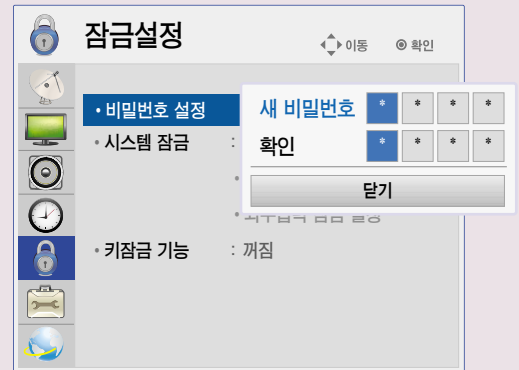 잠금설정
이동 확인
• 비밀번호 설정
새 비밀번호 * * * *
• 시스템 잠금 :
확인 * * * *
닫기
• 키잠금 기능 : 꺼짐